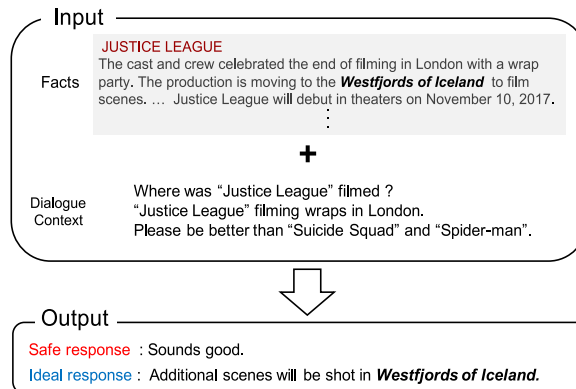 Input
JUSTICE LEAGUE
Facts
The cast and crew celebrated the end of filming in London with a wrap
party. The production is moving to the Westfjords of Iceland to film
scenes. … Justice League will debut in theaters on November 10, 2017.
⋮
+
Dialogue
Context
Where was “Justice League” filmed ?
“Justice League” filming wraps in London.
Please be better than “Suicide Squad” and “Spider-man”.
Output
Safe response : Sounds good.
Ideal response : Additional scenes will be shot in Westfjords of Iceland.